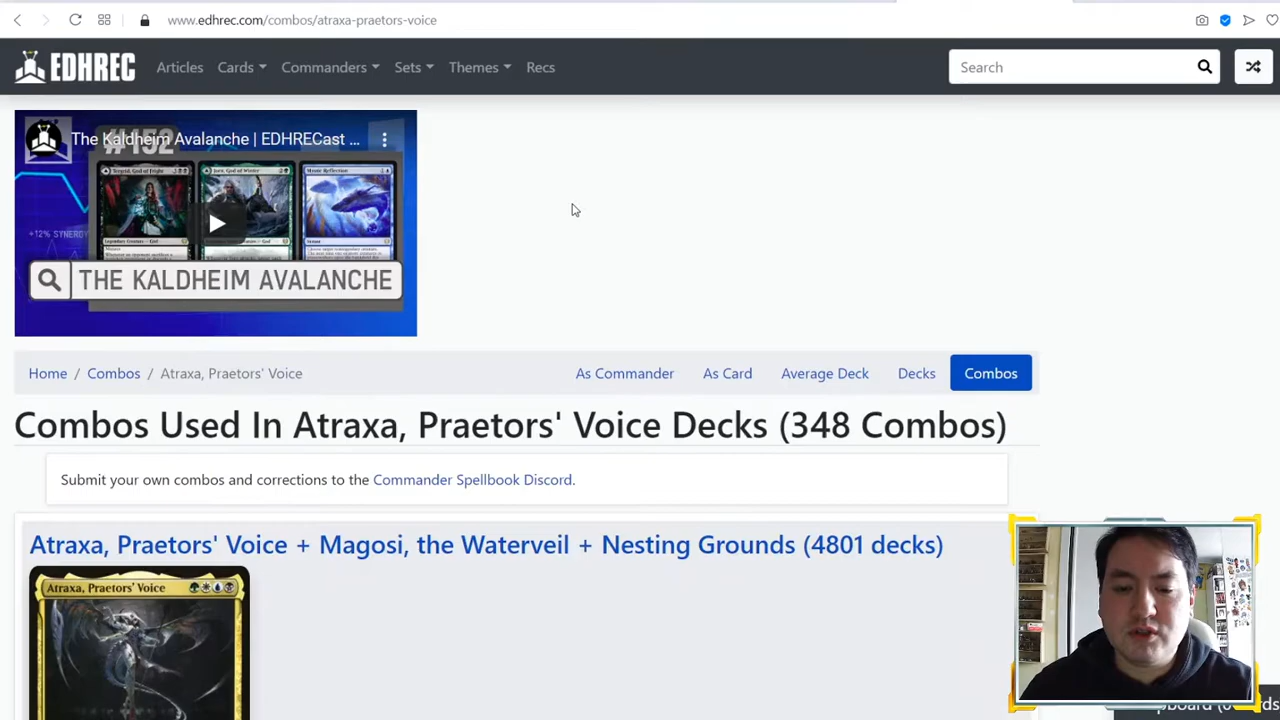 www.edhrec.com/combos/atraxa-praetors-voice
EDHREC Articles Cards Commanders Sets Themes Recs Search
The Kaldheim Avalanche | EDHRECast ...
#152
+12% SYNERGY
THE KALDHEIM AVALANCHE
Home / Combos / Atraxa, Praetors' Voice As Commander As Card Average Deck Decks Combos
Combos Used In Atraxa, Praetors' Voice Decks (348 Combos)
Submit your own combos and corrections to the Commander Spellbook Discord.
Atraxa, Praetors' Voice + Magosi, the Waterveil + Nesting Grounds (4801 decks)
Atraxa, Praetors' Voice